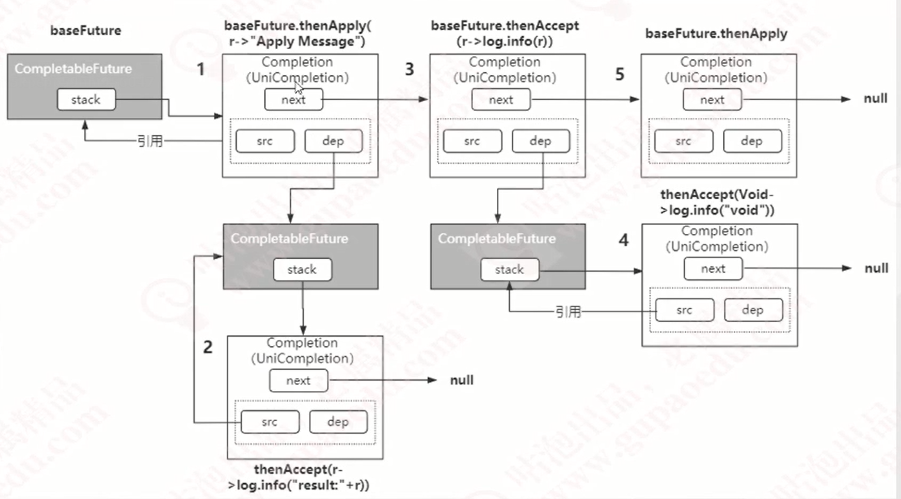 baseFuture
baseFuture.thenApply(
r->"Apply Message")
baseFuture.thenAccept
(r->log.info(r))
baseFuture.thenApply
CompletableFuture
stack
引用
1
Completion
(UniCompletion)
next
src
dep
3
Completion
(UniCompletion)
next
src
dep
5
Completion
(UniCompletion)
next
src
dep
null
CompletableFuture
stack
CompletableFuture
stack
引用
thenAccept(Void-
>log.info("void"))
4
Completion
(UniCompletion)
next
src
dep
null
2
Completion
(UniCompletion)
next
src
dep
null
thenAccept(r-
>log.info("result:"+r))